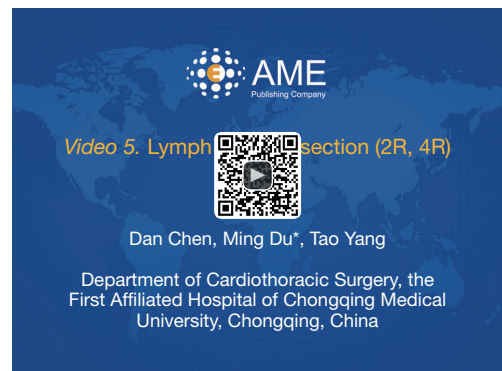 AME
Publishing Company
Video 5. Lymph section (2R, 4R)
Dan Chen, Ming Du*, Tao Yang
Department of Cardiothoracic Surgery, the
First Affiliated Hospital of Chongqing Medical
University, Chongqing, China